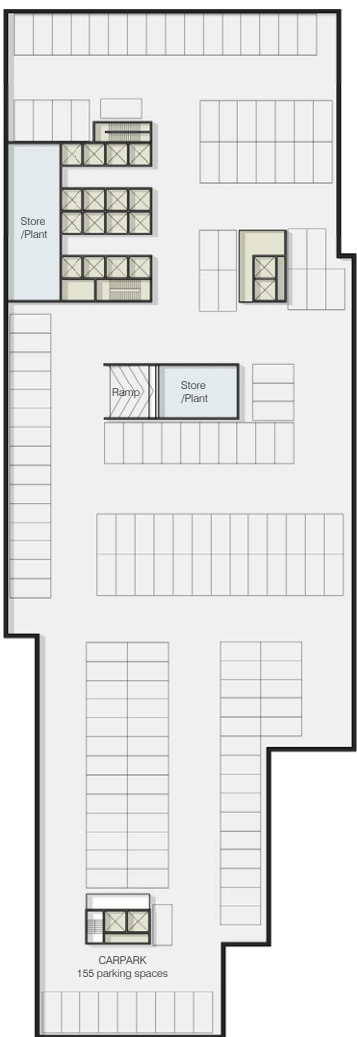 Store
/Plant
Ramp
Store
/Plant
CARPARK
155 parking spaces